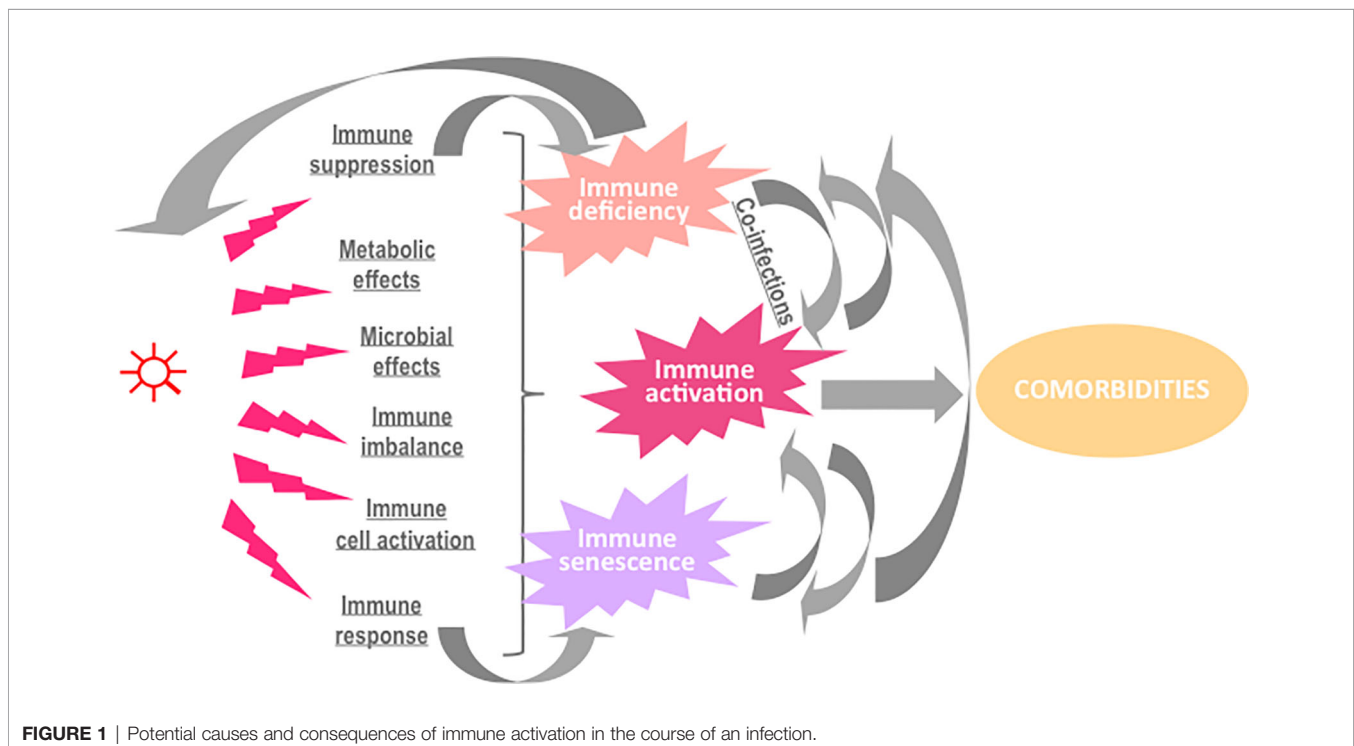 Immune
suppression
Metabolic
effects
Microbial
effects
Immune
imbalance
Immune
cell activation
Immune
response
Immune
deficiency
Co-infections
Immune
activation
Immune
senescence
COMORBIDITIES
FIGURE 1 | Potential causes and consequences of immune activation in the course of an infection.